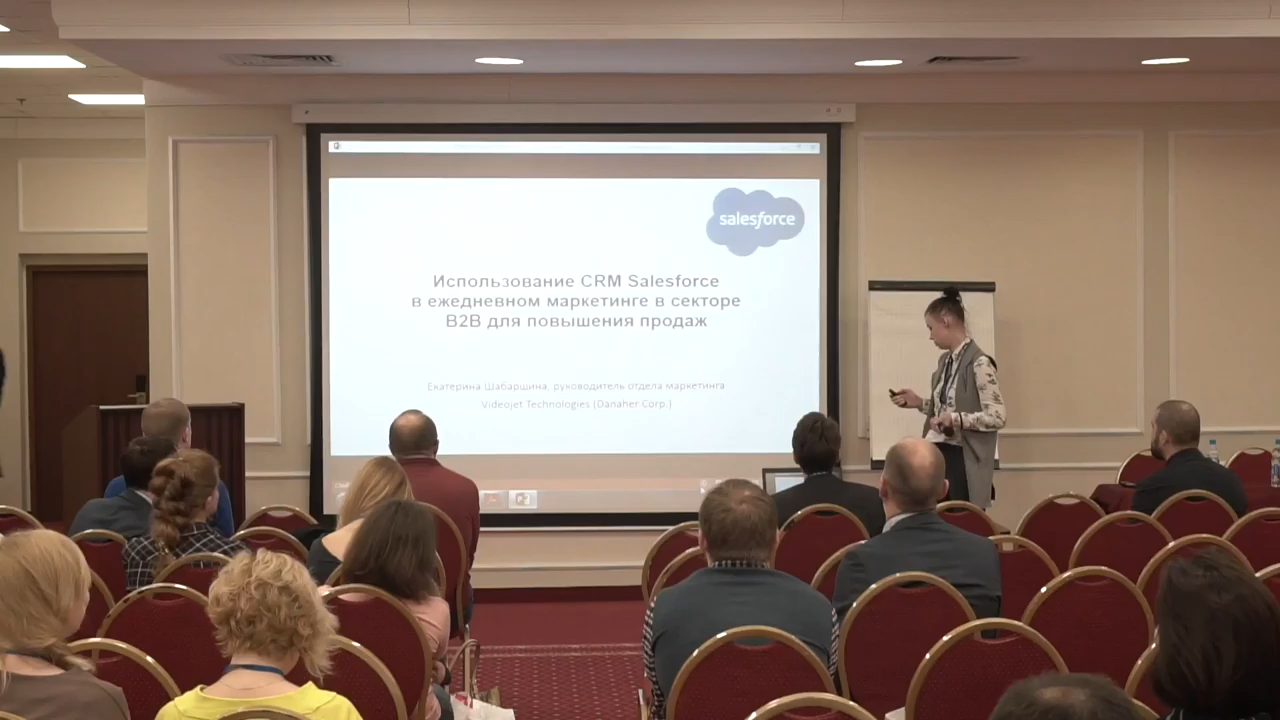 salesforce
Использование CRM Salesforce
в ежедневном маркетинге в секторе
B2B для повышения продаж
Екатерина Шабаршина, руководитель отдела маркетинга
Videojet Technologies (Danaher Corp.)